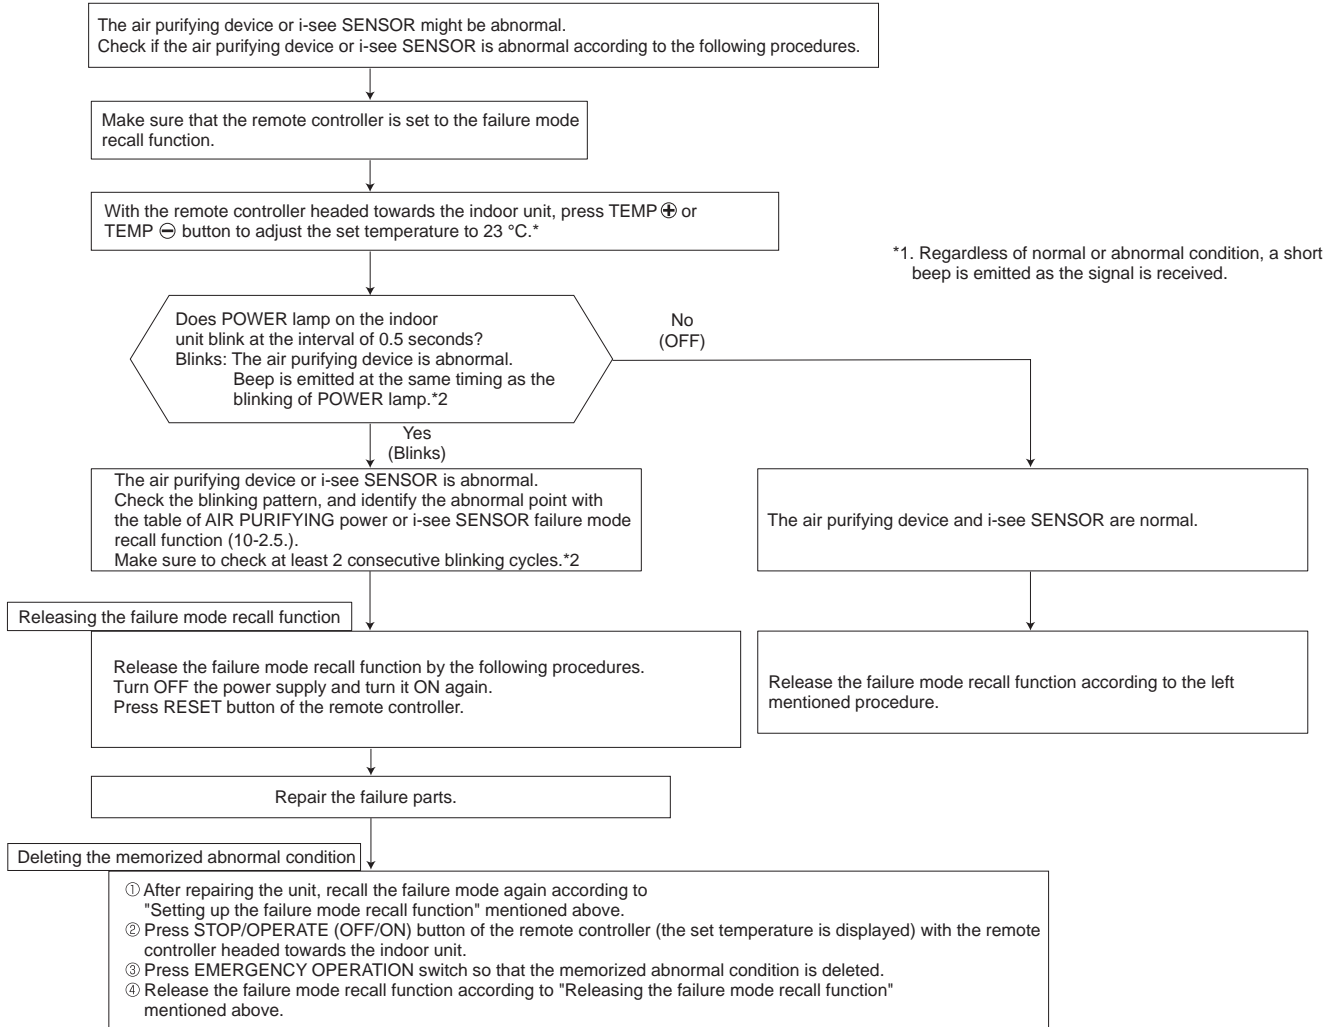 The air purifying device or i-see SENSOR might be abnormal.
Check if the air purifying device or i-see SENSOR is abnormal according to the following procedures.
Make sure that the remote controller is set to the failure mode
recall function.
With the remote controller headed towards the indoor unit, press TEMP ⊕ or
TEMP ⊖ button to adjust the set temperature to 23 °C.*
*1. Regardless of normal or abnormal condition, a short
beep is emitted as the signal is received.
Does POWER lamp on the indoor
unit blink at the interval of 0.5 seconds?
Blinks: The air purifying device is abnormal.
Beep is emitted at the same timing as the
blinking of POWER lamp.*2
No
(OFF)
Yes
(Blinks)
The air purifying device or i-see SENSOR is abnormal.
Check the blinking pattern, and identify the abnormal point with
the table of AIR PURIFYING power or i-see SENSOR failure mode
recall function (10-2.5.).
Make sure to check at least 2 consecutive blinking cycles.*2
The air purifying device and i-see SENSOR are normal.
Releasing the failure mode recall function
Release the failure mode recall function by the following procedures.
Turn OFF the power supply and turn it ON again.
Press RESET button of the remote controller.
Release the failure mode recall function according to the left
mentioned procedure.
Repair the failure parts.
Deleting the memorized abnormal condition
① After repairing the unit, recall the failure mode again according to
"Setting up the failure mode recall function" mentioned above.
② Press STOP/OPERATE (OFF/ON) button of the remote controller (the set temperature is displayed) with the remote
controller headed towards the indoor unit.
③ Press EMERGENCY OPERATION switch so that the memorized abnormal condition is deleted.
④ Release the failure mode recall function according to "Releasing the failure mode recall function"
mentioned above.